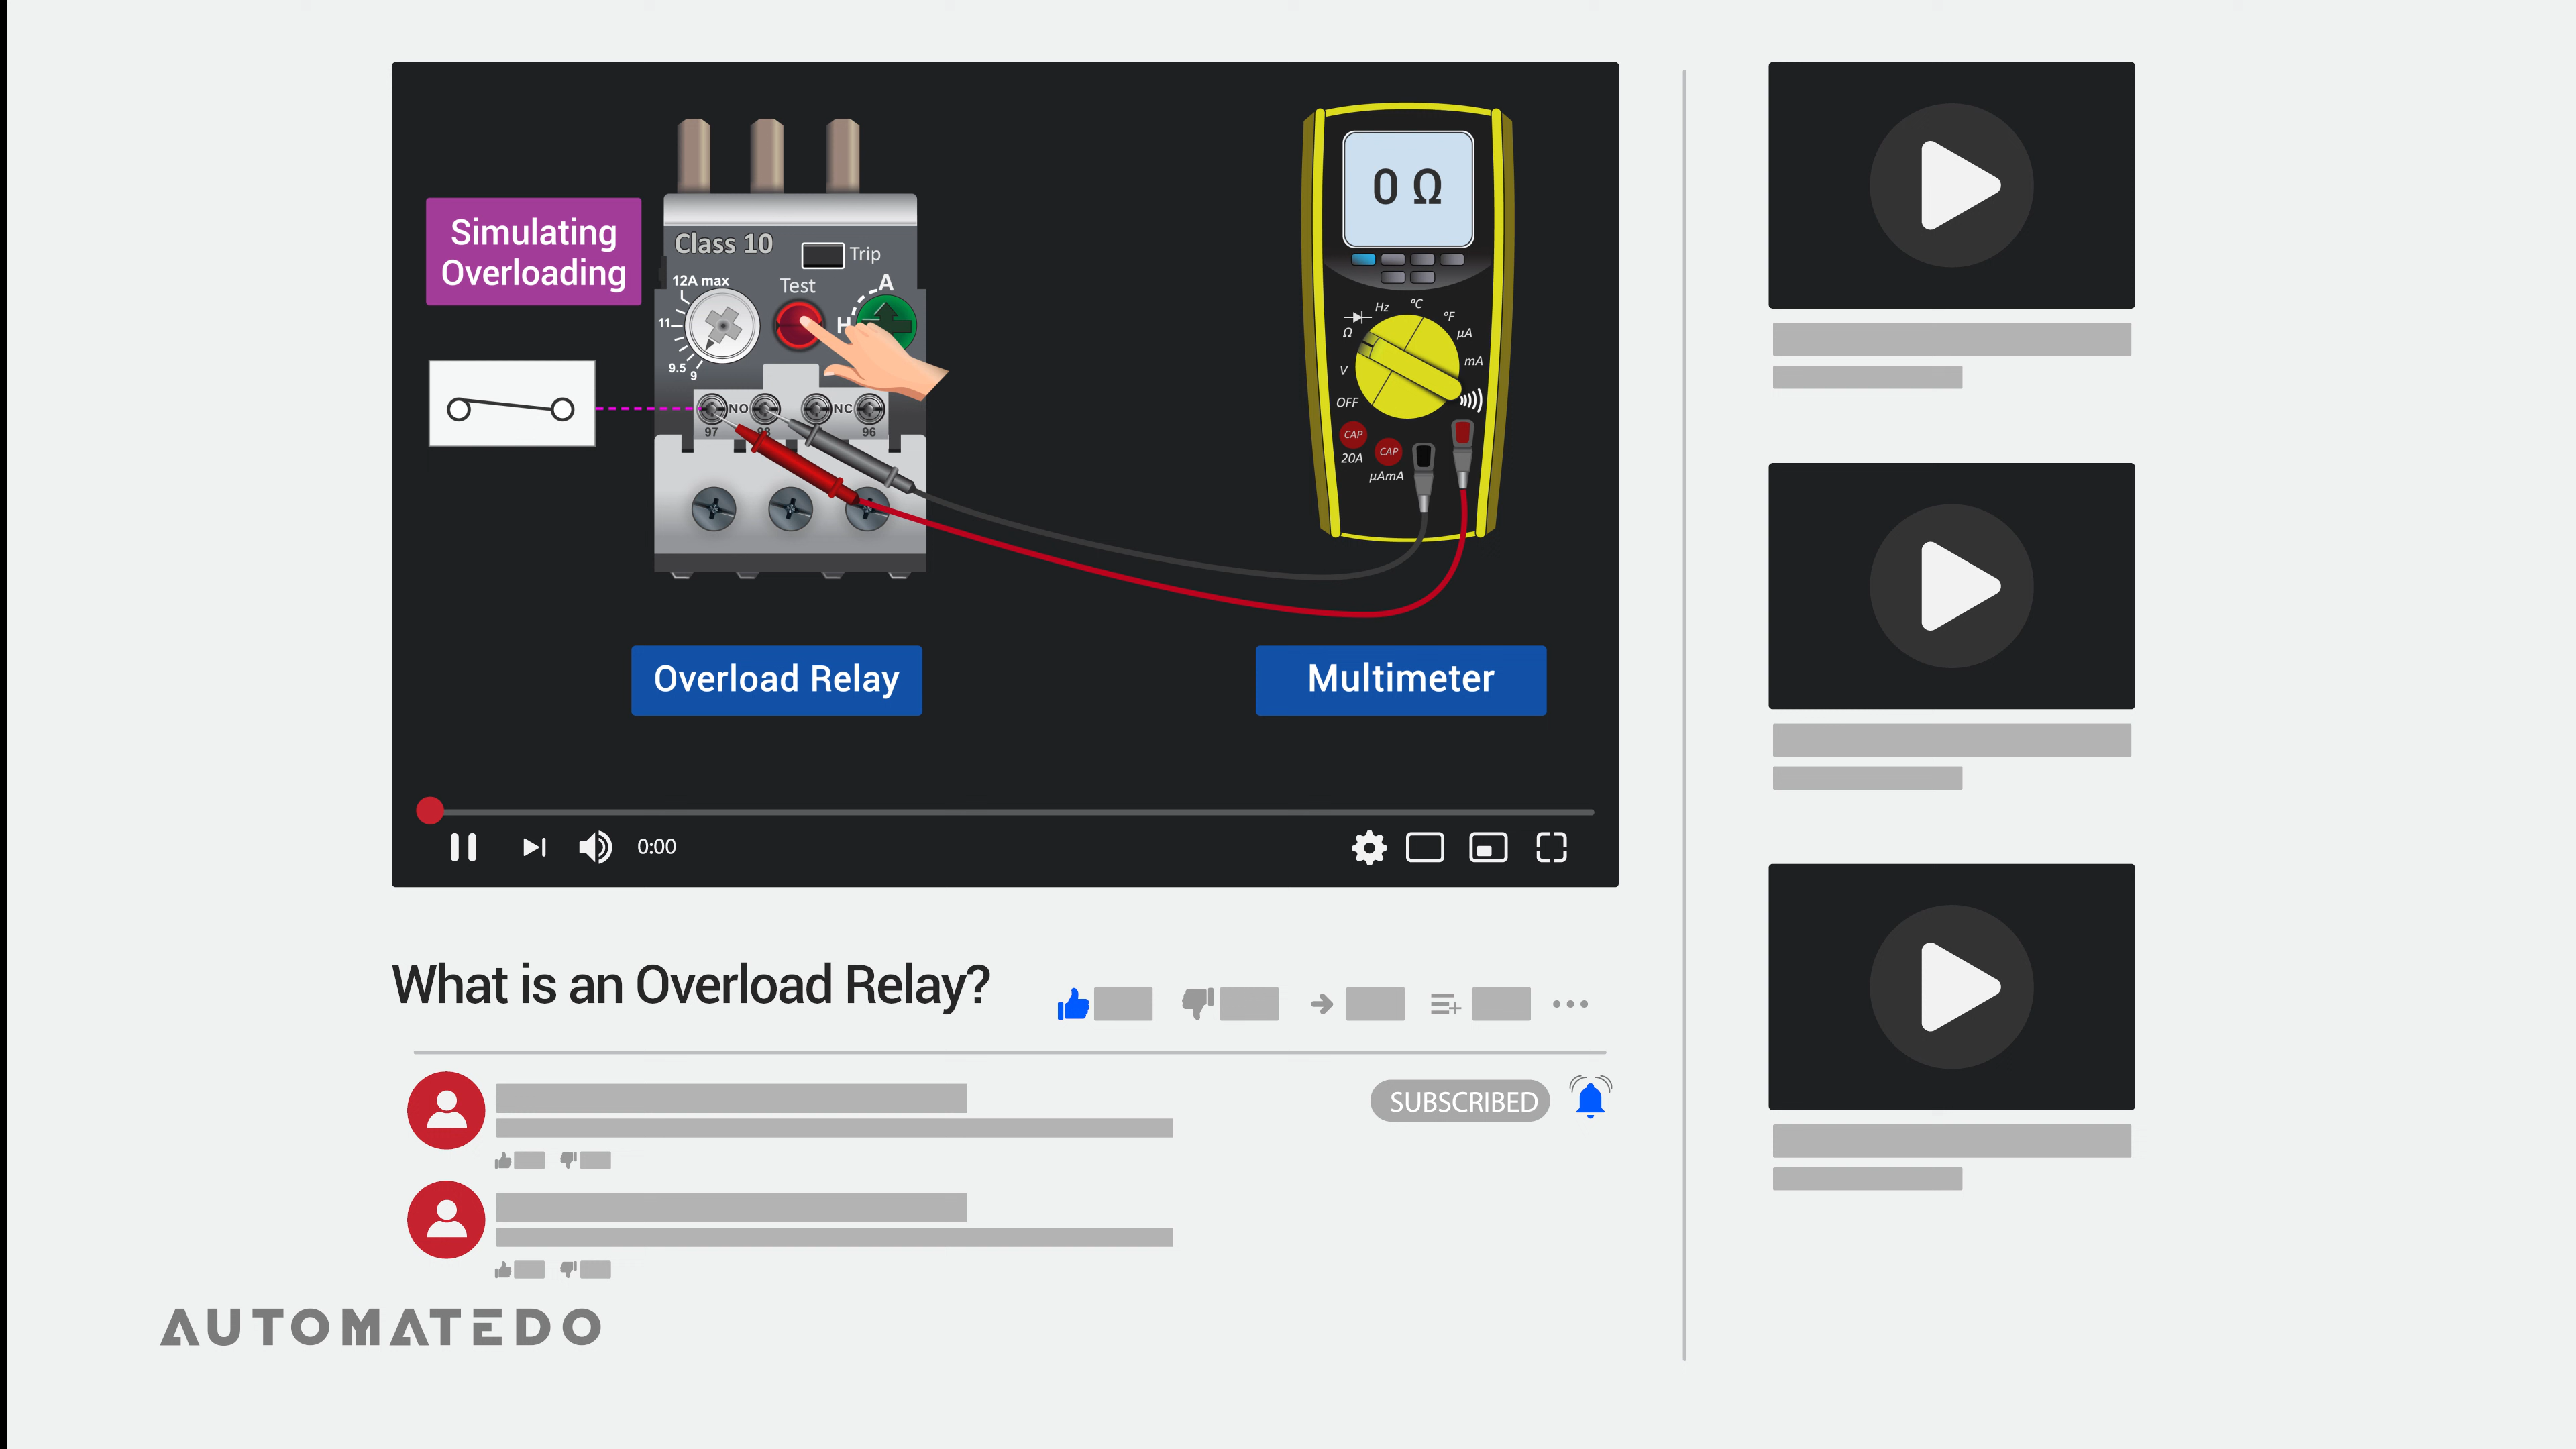 Simulating
Overloading
Class 10
Trip
12A max
Test
A
11
H
9.5
9
NO
NC
97
98
96
Overload Relay
0 Ω
Hz
°C
°F
Ω
µA
mA
V
OFF
CAP
CAP
20A
µAmA
Multimeter
0:00
What is an Overload Relay?
SUBSCRIBED
AUTOMATEDO